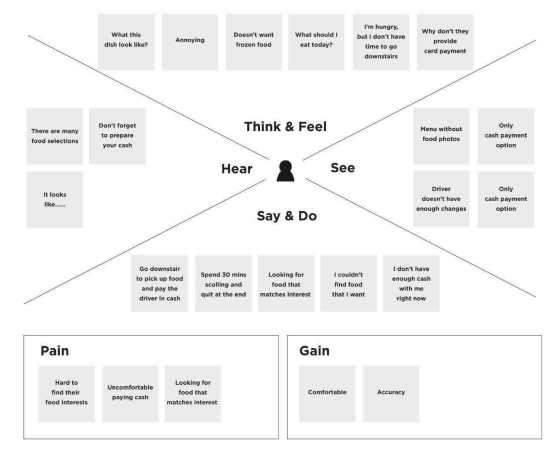 What this
dish look like?
Annoying
Doesn't want
frozen food
What should I
eat today?
I'm hungry,
but I don't have
time to go
downstairs
Why don't they
provide
card payment
There are many
food selections
Don't forget
to prepare
your cash
It looks
like......
Think & Feel
Hear
See
Say & Do
Menu without
food photos
Only
cash payment
option
Driver
doesn't have
enough changes
Only
cash payment
option
Go downstair
to pick up food
and pay the
driver in cash
Spend 30 mins
scolling and
quit at the end
Looking for
food that
matches interest
I couldn't
find food
that I want
I don't have
enough cash
with me
right now
Pain
Hard to
find their
food interests
Uncomfortable
paying cash
Looking for
food that
matches interest
Gain
Comfortable
Accuracy